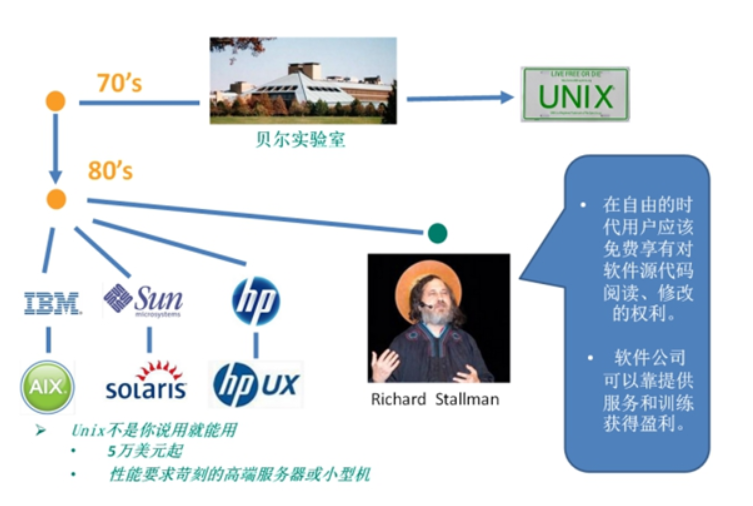 70's
贝尔实验室
LIVE FREE OR DIE
UNIX
80's
IBM.
Sun
microsystems
hp
AIX
solaris
hp UX
Richard Stallman
• 在自由的时
代用户应该
免费享有对
软件源代码
阅读、修改
的权利。
• 软件公司
可以靠提供
服务和训练
获得盈利。
➢ Unix不是你说用就能用
• 5万美元起
• 性能要求苛刻的高端服务器或小型机